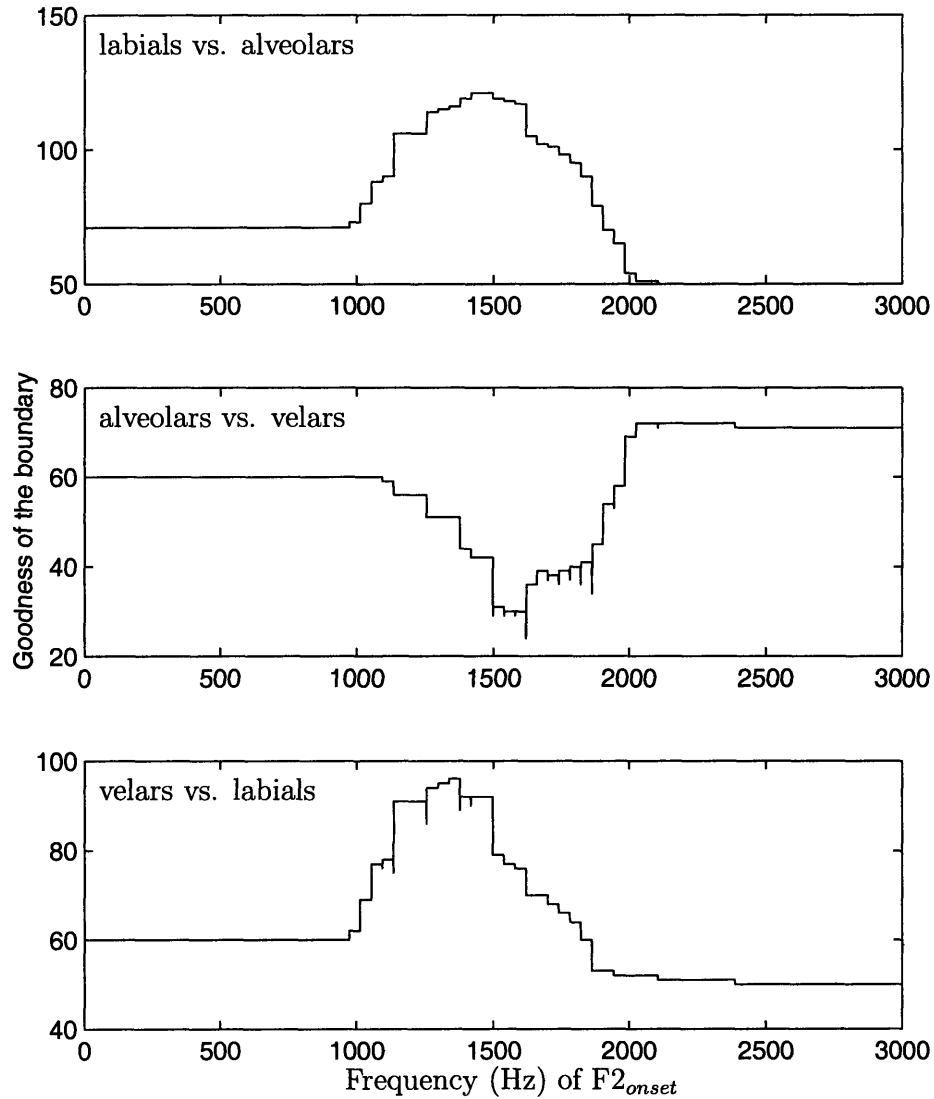 150
labials vs. alveolars
100
50
0 500 1000 1500 2000 2500 3000
80
alveolars vs. velars
60
40
20
0 500 1000 1500 2000 2500 3000
Goodness of the boundary
100
velars vs. labials
80
60
40
0 500 1000 1500 2000 2500 3000
Frequency (Hz) of F2onset